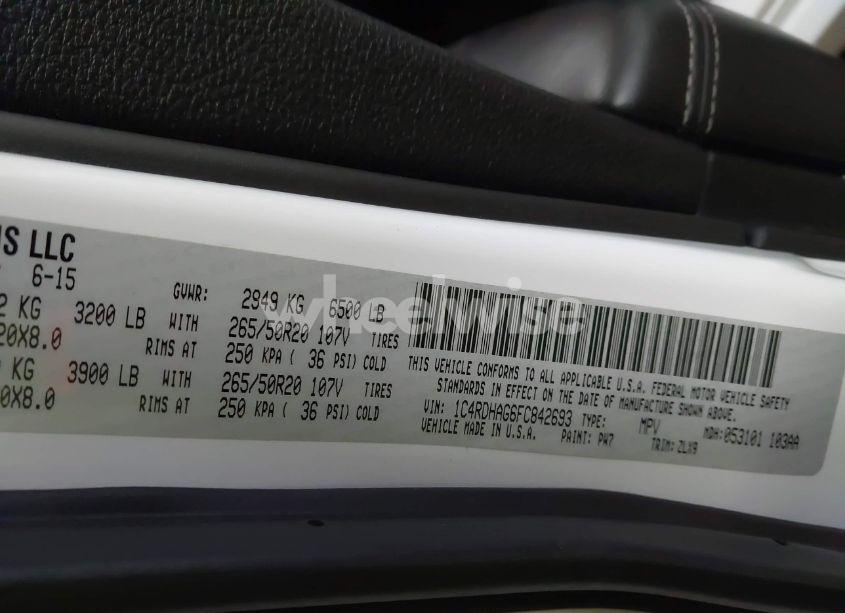 US LLC
6-15
GVWR: 2949 KG 6500 LB
KG 3200 LB WITH 265/50R20 107V TIRES
20X8.0 RIMS AT 250 KPA ( 36 PSI) COLD
KG 3900 LB WITH 265/50R20 107V TIRES
0X8.0 RIMS AT 250 KPA ( 36 PSI) COLD
THIS VEHICLE CONFORMS TO ALL APPLICABLE U.S.A. FEDERAL MOTOR VEHICLE SAFETY
STANDARDS IN EFFECT ON THE DATE OF MANUFACTURE SHOWN ABOVE.
VIN: 1C4RDHAG6FC842693 TYPE: MPV MDH: 053101 103AA
VEHICLE MADE IN U.S.A. PAINT: PW7 TRIM: ZLX9
wheelwise